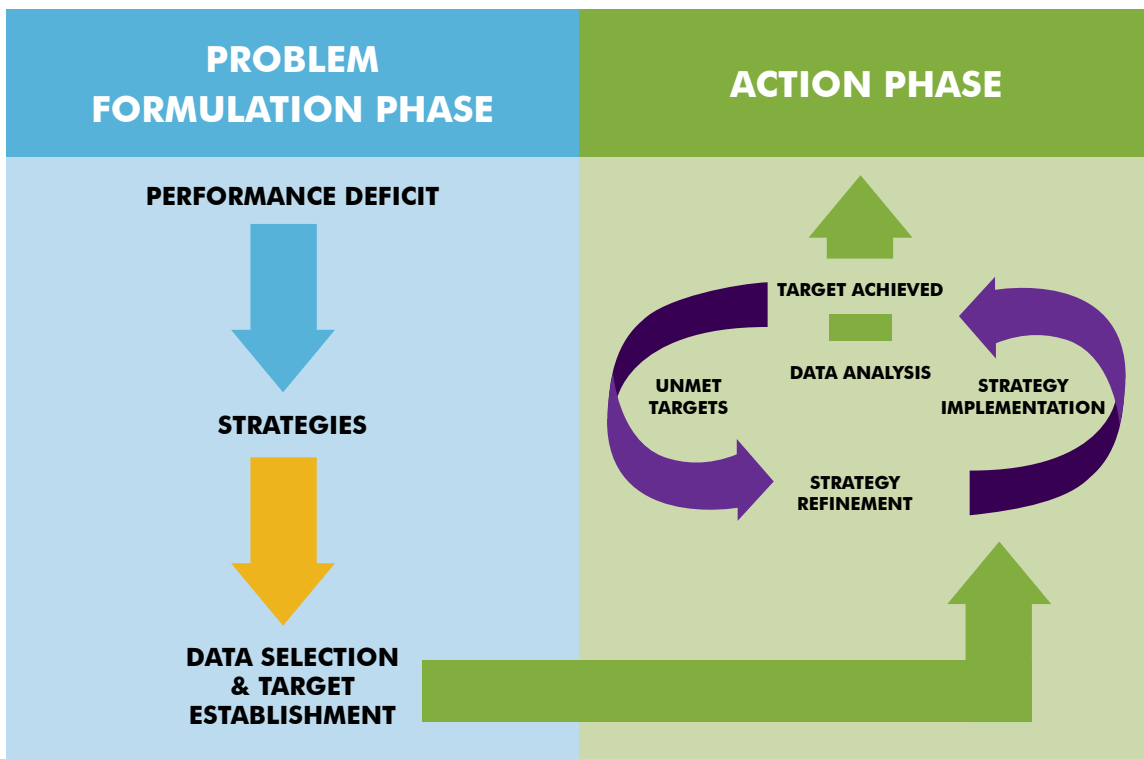 PROBLEM
FORMULATION PHASE
PERFORMANCE DEFICIT
STRATEGIES
DATA SELECTION
& TARGET
ESTABLISHMENT
ACTION PHASE
TARGET ACHIEVED
DATA ANALYSIS
UNMET
TARGETS
STRATEGY
IMPLEMENTATION
STRATEGY
REFINEMENT